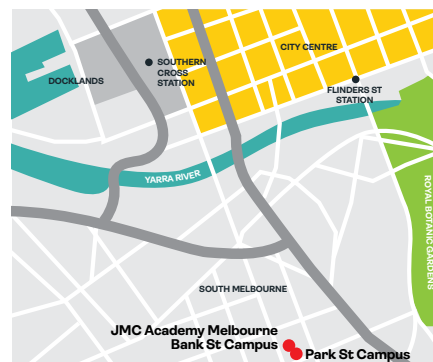 CITY CENTRE
SOUTHERN
CROSS
STATION
DOCKLANDS
FLINDERS ST
STATION
YARRA RIVER
ROYAL BOTANIC GARDENS
SOUTH MELBOURNE
JMC Academy Melbourne
Bank St Campus
Park St Campus